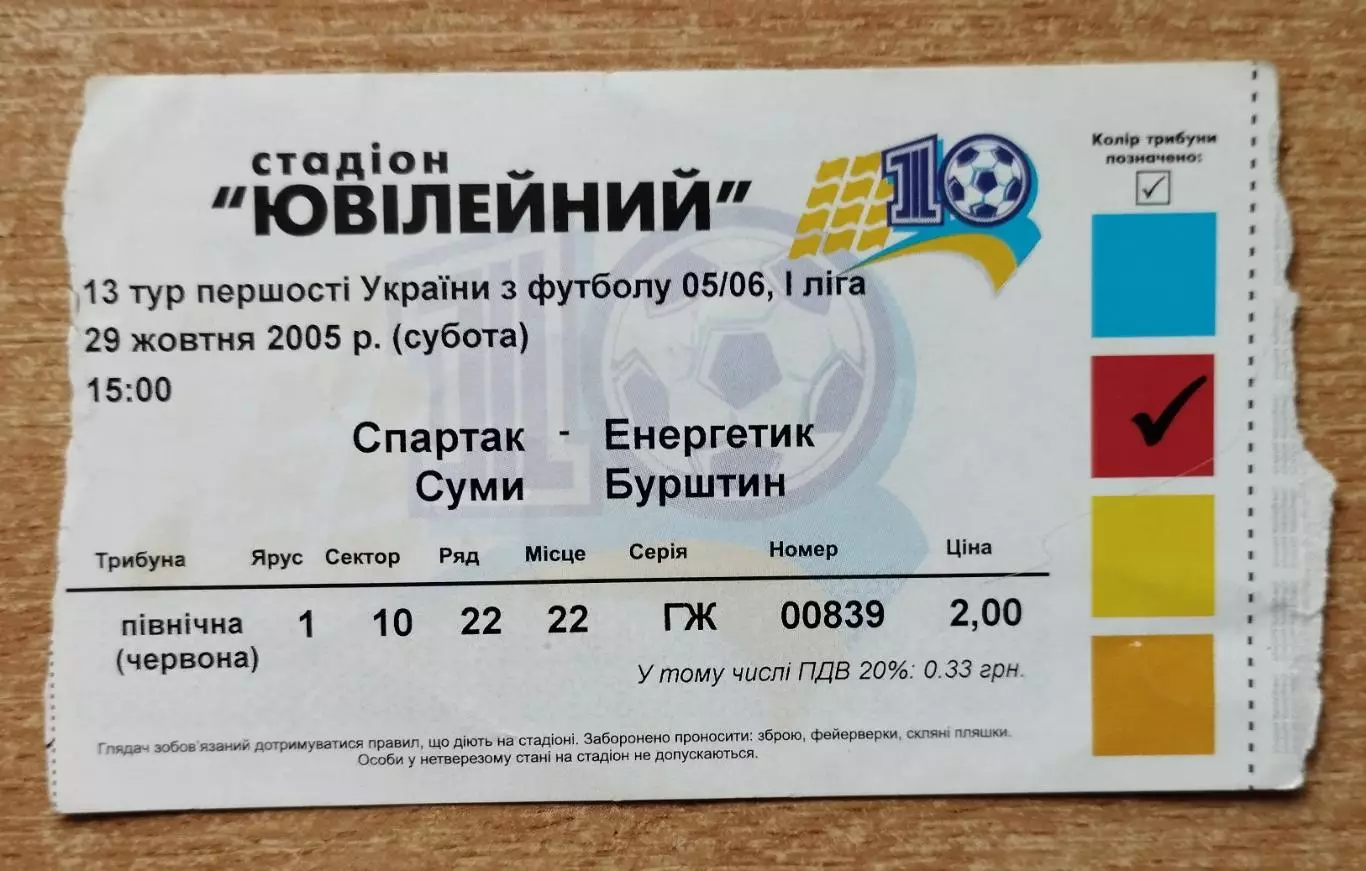 стадіон
"ЮВІЛЕЙНИЙ"
10
Колір трибуни
позначено:
13 тур першості України з футболу 05/06, І ліга
29 жовтня 2005 р. (субота)
15:00
Спартак - Енергетик
Суми Бурштин
Трибуна Ярус Сектор Ряд Місце Серія Номер Ціна
північна 1 10 22 22 ГЖ 00839 2,00
(червона)
У тому числі ПДВ 20%: 0.33 грн.
Глядач зобов'язаний дотримуватися правил, що діють на стадіоні. Заборонено проносити: зброю, фейерверки, скляні пляшки.
Особи у нетверезому стані на стадіон не допускаються.